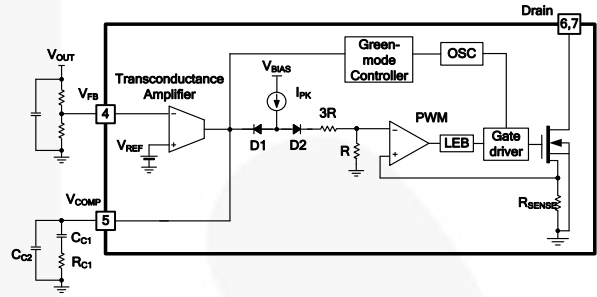 Drain
6,7
VOUT
VFB
4
Transconductance
Amplifier
VREF
−
+
VBIAS
IPK
D1
D2
3R
R
Green-
mode
Controller
OSC
PWM
−
+
LEB
Gate
driver
RSENSE
VCOMP
5
CC2
CC1
RC1